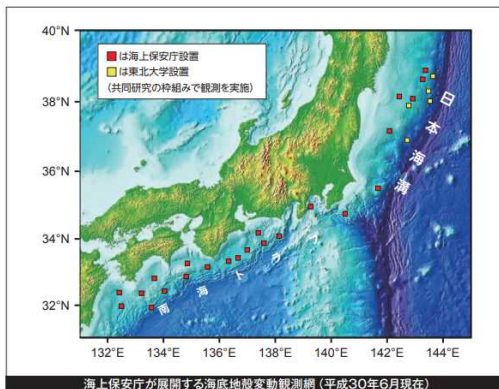 40°N
38°N
36°N
34°N
32°N
は海上保安庁設置
は東北大学設置
(共同研究の枠組みで観測を実施)
日本海溝
南海トラフ
132°E 134°E 136°E 138°E 140°E 142°E 144°E
海上保安庁が展開する海底地殻変動観測網(平成30年6月現在)